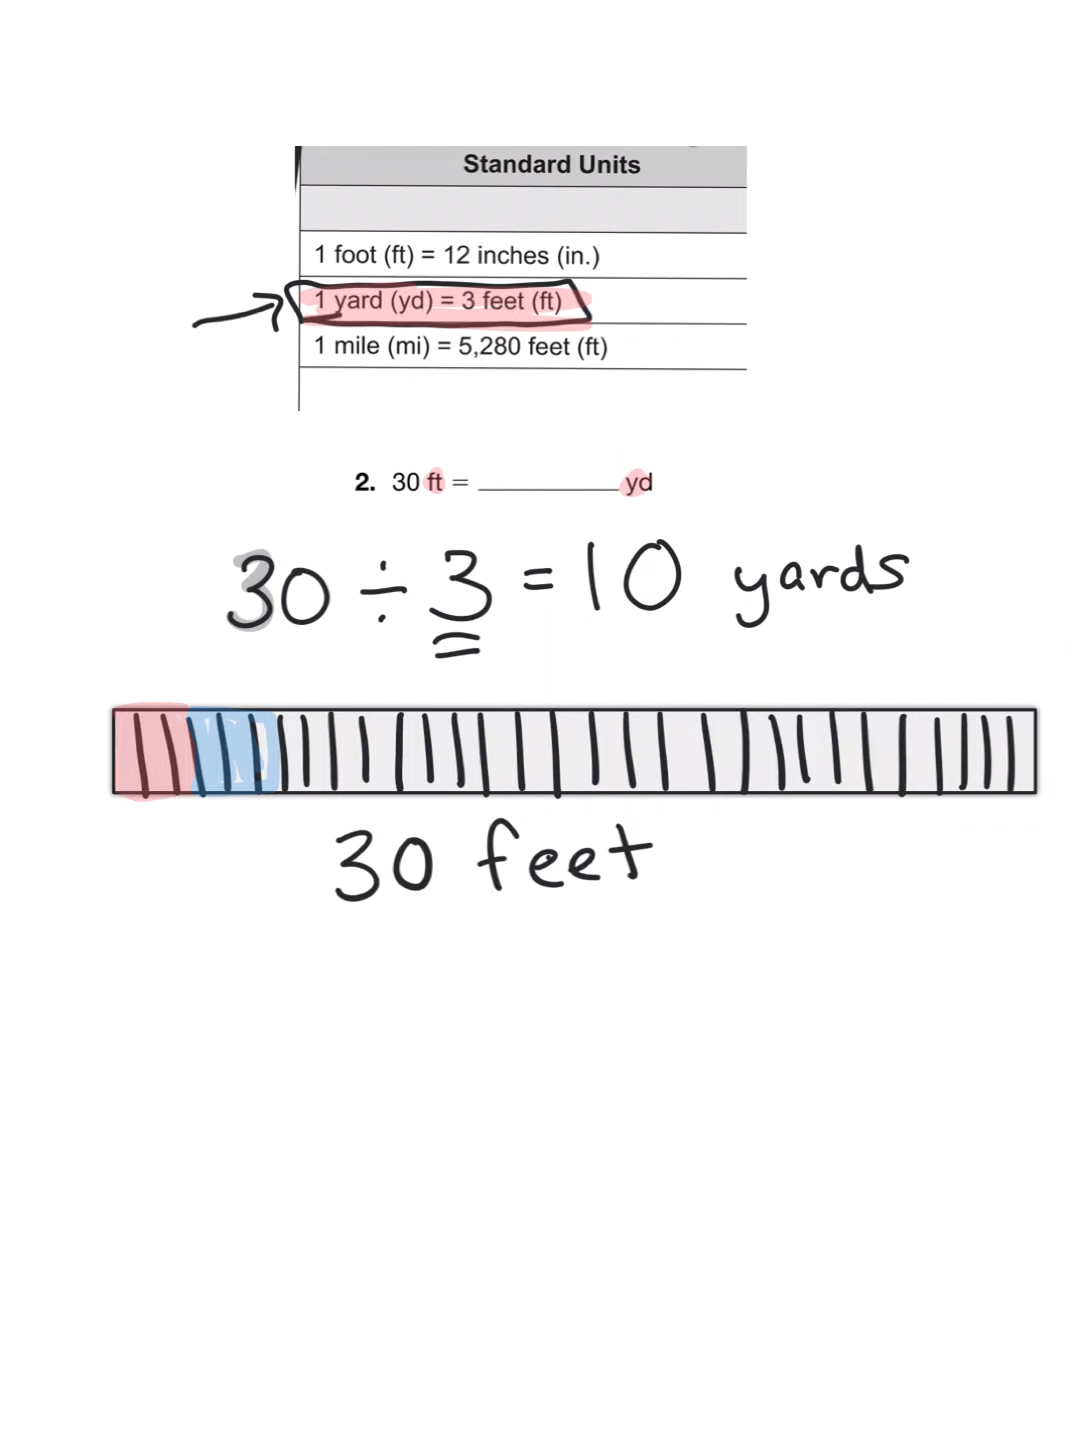 Standard Units
1 foot (ft) = 12 inches (in.)
1 yard (yd) = 3 feet (ft)
1 mile (mi) = 5,280 feet (ft)
2. 30 ft = ____________ yd
30 ÷ 3 = 10 yards
30 feet